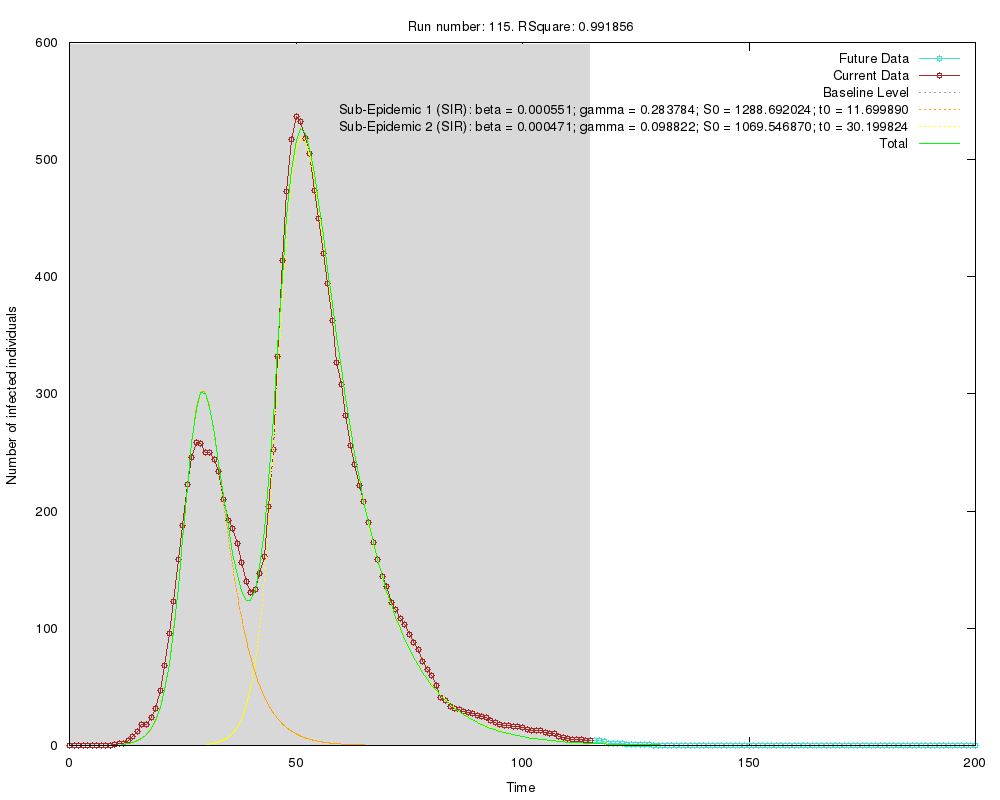 Run number: 115. RSquare: 0.991856
600
500
400
300
200
100
0
Number of infected individuals
Future Data
Current Data
Baseline Level
Sub-Epidemic 1 (SIR): beta = 0.000551; gamma = 0.283784; S0 = 1288.692024; t0 = 11.699890
Sub-Epidemic 2 (SIR): beta = 0.000471; gamma = 0.098822; S0 = 1069.546870; t0 = 30.199824
Total
0 50 100 150 200
Time